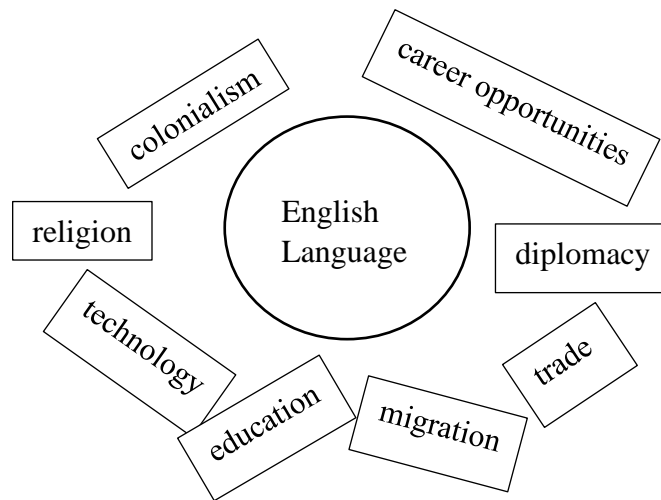 colonialism
career opportunities
religion
English
Language
diplomacy
technology
trade
education
migration